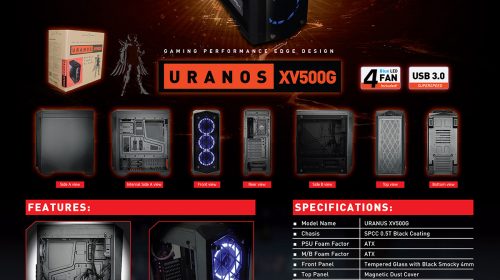 GAMING PERFORMANCE EDGE DESIGN
URANOS XV500G
4 Blue LED FAN Included
USB 3.0 SUPERSPEED
Side A view
Internal Side A view
Front view
Rear view
Side B view
Top view
Bottom view
FEATURES:
SPECIFICATIONS:
Model Name URANUS XV500G
Chasis SPCC 0.5T Black Coating
PSU Foam Factor ATX
M/B Foam Factor ATX
Front Panel Tempered Glass with Black Smocky 4mm
Top Panel Magnetic Dust Cover